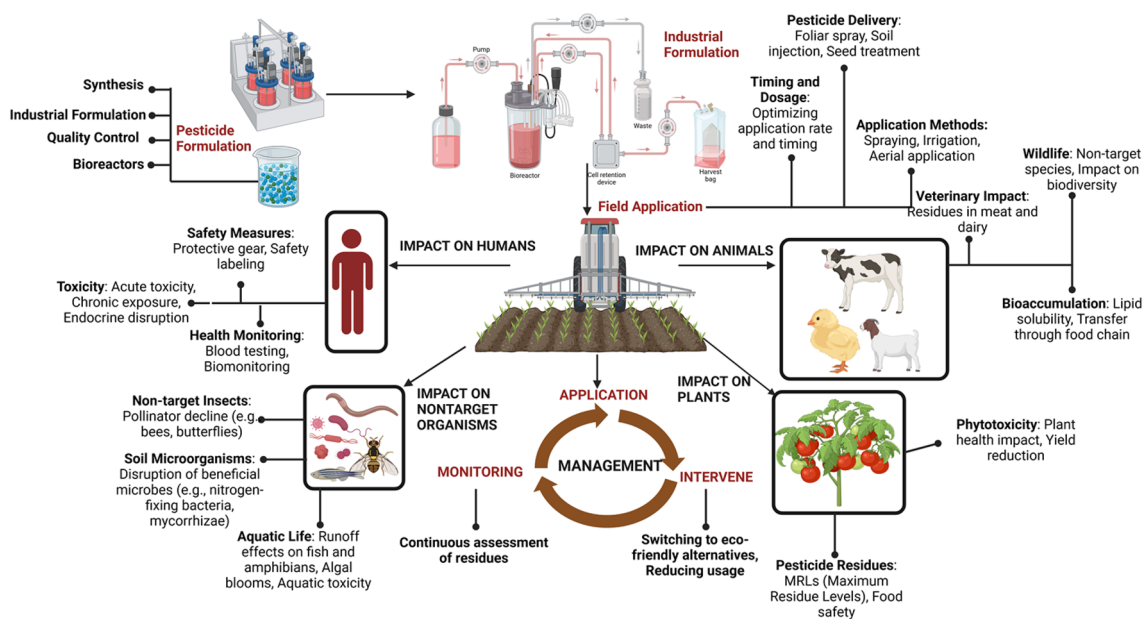 Synthesis
Industrial Formulation
Quality Control
Bioreactors
Pesticide
Formulation
Pump
Bioreactor
Cell retention
device
Waste
Harvest
bag
Industrial
Formulation
Pesticide Delivery:
Foliar spray, Soil
injection, Seed treatment
Timing and
Dosage:
Optimizing
application rate
and timing
Application Methods:
Spraying, Irrigation,
Aerial application
Field Application
Wildlife: Non-target
species, Impact on
biodiversity
Veterinary Impact:
Residues in meat and
dairy
Bioaccumulation: Lipid
solubility, Transfer
through food chain
IMPACT ON ANIMALS
IMPACT ON HUMANS
Safety Measures:
Protective gear, Safety
labeling
Toxicity: Acute toxicity,
Chronic exposure,
Endocrine disruption
Health Monitoring:
Blood testing,
Biomonitoring
IMPACT ON
NONTARGET
ORGANISMS
Non-target Insects:
Pollinator decline (e.g.
bees, butterflies)
Soil Microorganisms:
Disruption of beneficial
microbes (e.g., nitrogen-
fixing bacteria,
mycorrhizae)
Aquatic Life: Runoff
effects on fish and
amphibians, Algal
blooms, Aquatic toxicity
APPLICATION
MANAGEMENT
MONITORING
INTERVENE
Continuous assessment
of residues
Switching to eco-
friendly alternatives,
Reducing usage
IMPACT ON
PLANTS
Phytotoxicity: Plant
health impact, Yield
reduction
Pesticide Residues:
MRLs (Maximum
Residue Levels), Food
safety